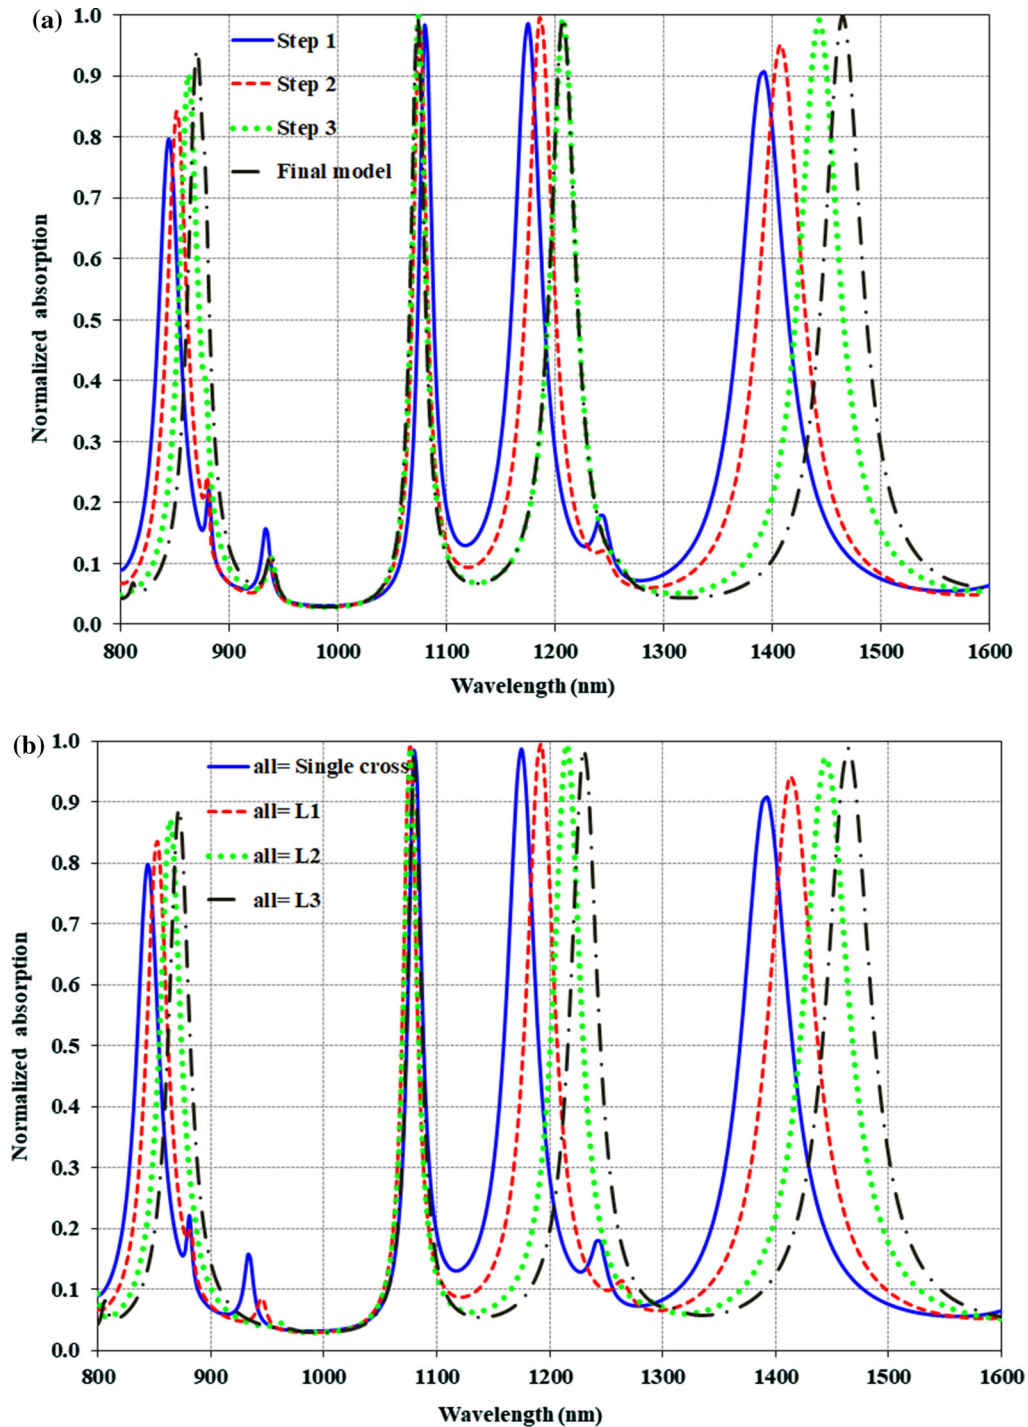 (a)
1.0
0.9
0.8
0.7
0.6
0.5
0.4
0.3
0.2
0.1
0.0
Normalized absorption
Step 1
Step 2
Step 3
Final model
800 900 1000 1100 1200 1300 1400 1500 1600
Wavelength (nm)
(b)
1.0
0.9
0.8
0.7
0.6
0.5
0.4
0.3
0.2
0.1
0.0
Normalized absorption
all= Single cross
all= L1
all= L2
all= L3
800 900 1000 1100 1200 1300 1400 1500 1600
Wavelength (nm)